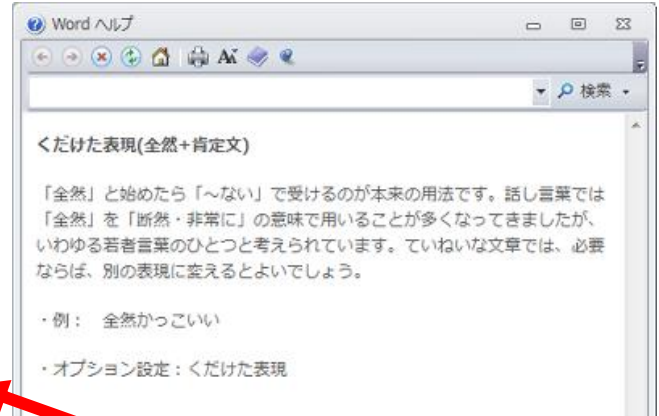 Word ヘルプ
検索
くだけた表現(全然+肯定文)
「全然」と始めたら「~ない」で受けるのが本来の用法です。話し言葉では
「全然」を「断然・非常に」の意味で用いることが多くなってきましたが、
いわゆる若者言葉のひとつと考えられています。ていねいな文章では、必要
ならば、別の表現に変えるとよいでしょう。
・例： 全然かっこいい
・オプション設定：くだけた表現